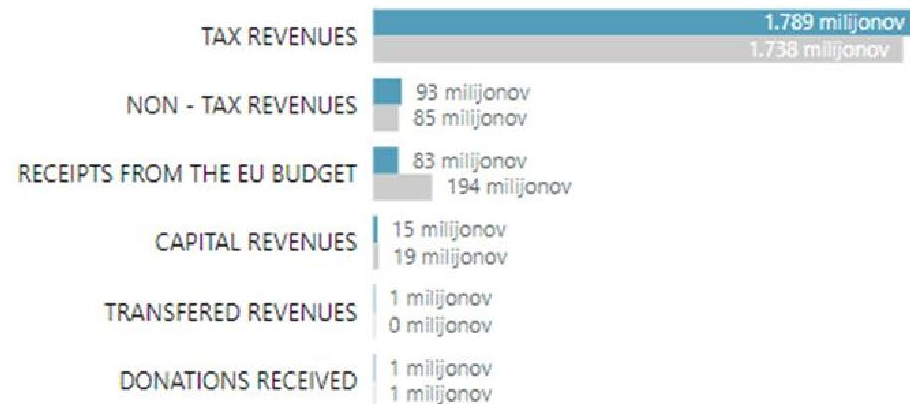 TAX REVENUES
1.789 milijonov
1.738 milijonov
NON - TAX REVENUES
93 milijonov
85 milijonov
RECEIPTS FROM THE EU BUDGET
83 milijonov
194 milijonov
CAPITAL REVENUES
15 milijonov
19 milijonov
TRANSFERED REVENUES
1 milijonov
0 milijonov
DONATIONS RECEIVED
1 milijonov
1 milijonov